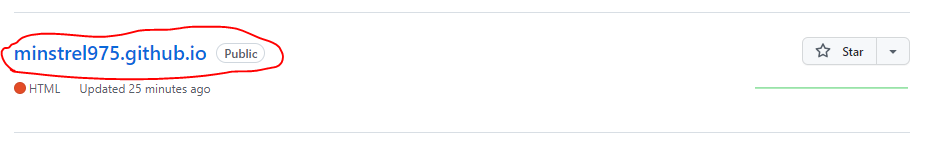 minstrel975.github.io Public Star
HTML Updated 25 minutes ago